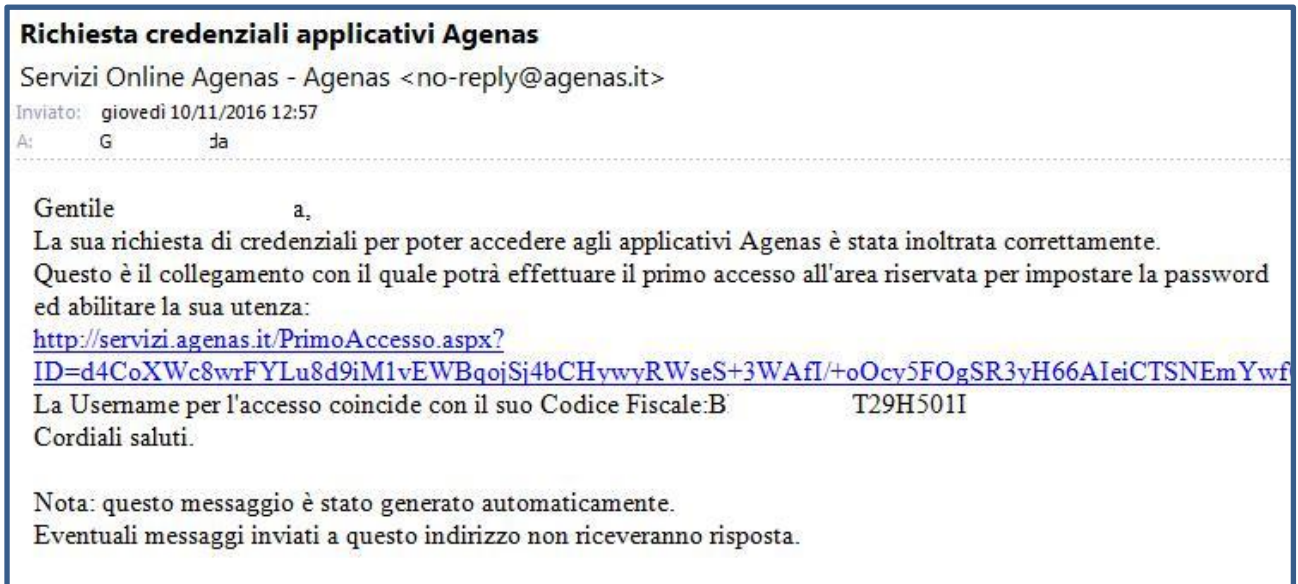 Richiesta credenziali applicativi Agenas
Servizi Online Agenas - Agenas <no-reply@agenas.it>
Inviato: giovedì 10/11/2016 12:57
A: G da
Gentile a,
La sua richiesta di credenziali per poter accedere agli applicativi Agenas è stata inoltrata correttamente.
Questo è il collegamento con il quale potrà effettuare il primo accesso all'area riservata per impostare la password
ed abilitare la sua utenza:
http://servizi.agenas.it/PrimoAccesso.aspx?
ID=d4CoXWc8wrFYLu8d9iM1vEWBqojSj4bCHywyRWseS+3WAfI/+oOcy5FOgSR3yH66AIeiCTSNEmYwf
La Username per l'accesso coincide con il suo Codice Fiscale:B T29H501I
Cordiali saluti.
Nota: questo messaggio è stato generato automaticamente.
Eventuali messaggi inviati a questo indirizzo non riceveranno risposta.